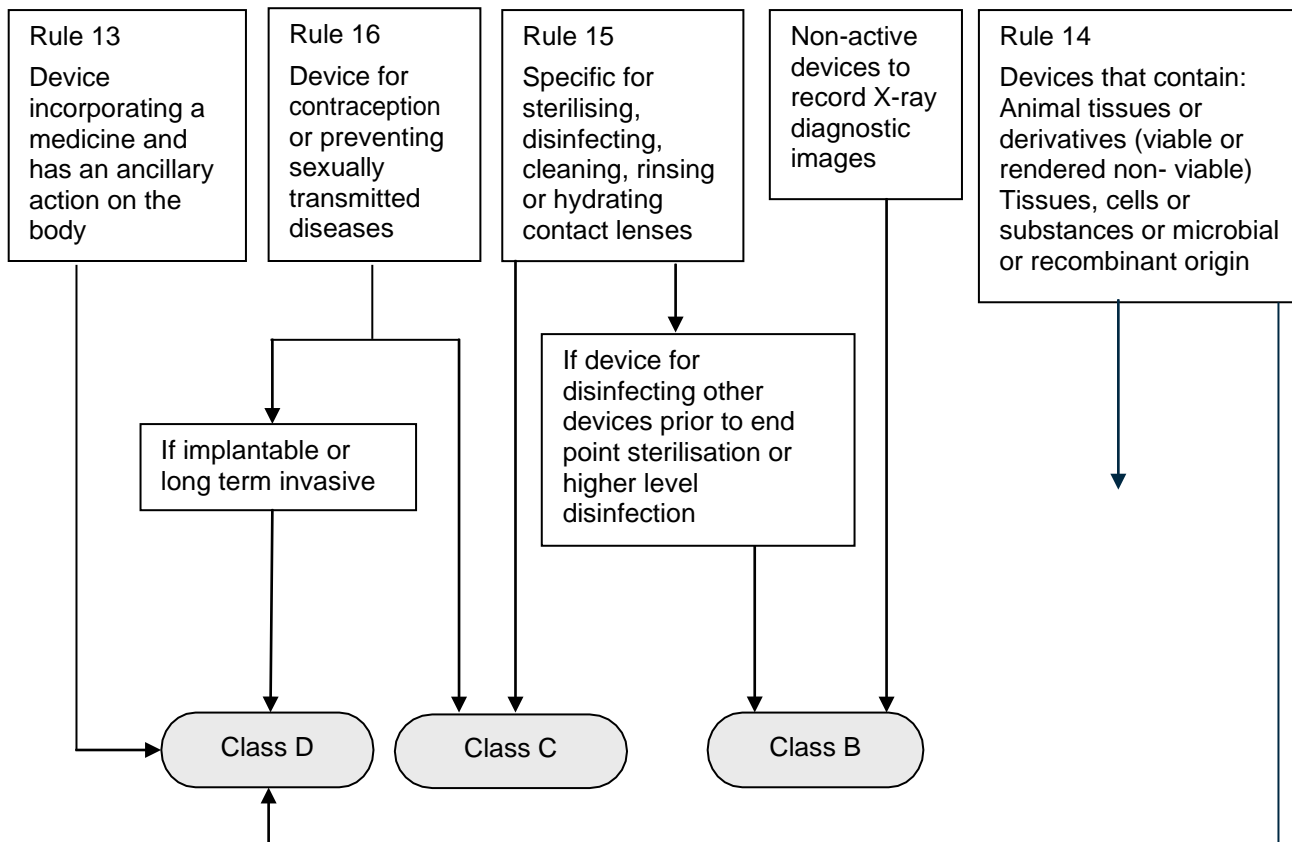 Rule 13
Device
incorporating a
medicine and
has an ancillary
action on the
body
Rule 16
Device for
contraception
or preventing
sexually
transmitted
diseases
Rule 15
Specific for
sterilising,
disinfecting,
cleaning, rinsing
or hydrating
contact lenses
Non-active
devices to
record X-ray
diagnostic
images
Rule 14
Devices that contain:
Animal tissues or
derivatives (viable or
rendered non- viable)
Tissues, cells or
substances or microbial
or recombinant origin
If implantable or
long term invasive
If device for
disinfecting other
devices prior to end
point sterilisation or
higher level
disinfection
Class D
Class C
Class B